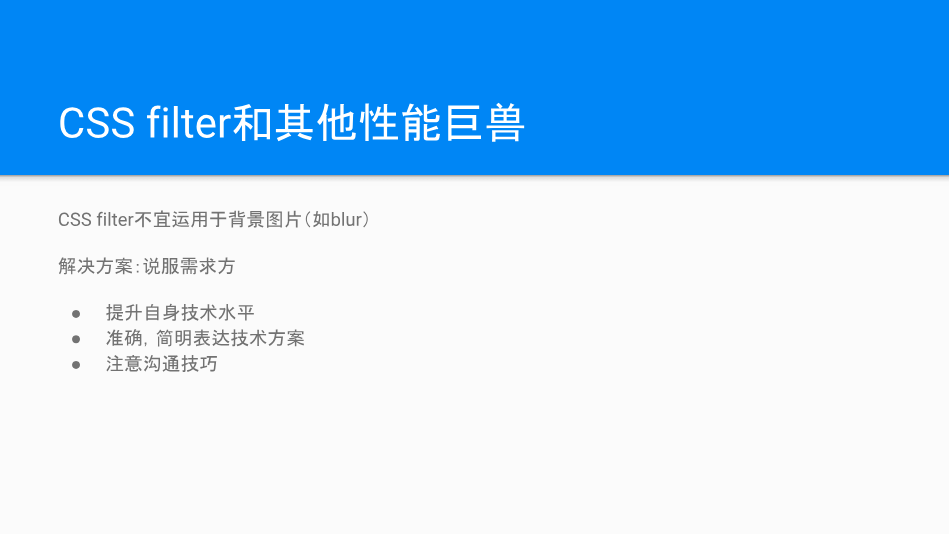 CSS filter和其他性能巨兽
CSS filter不宜运用于背景图片（如blur）
解决方案：说服需求方
● 提升自身技术水平
● 准确，简明表达技术方案
● 注意沟通技巧